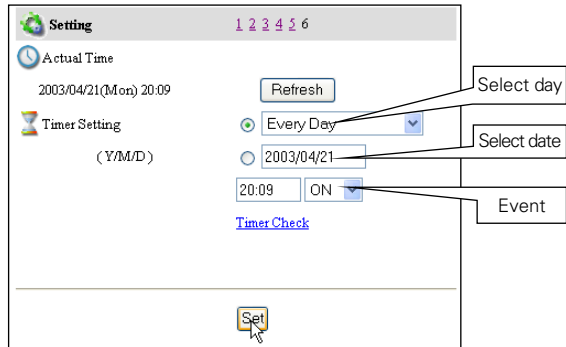 Setting 1 2 3 4 5 6
Actual Time
2003/04/21(Mon) 20:09 Refresh
Select day
Timer Setting Every Day
Select date
( Y/M/D ) 2003/04/21
20:09 ON
Event
Timer Check
Set